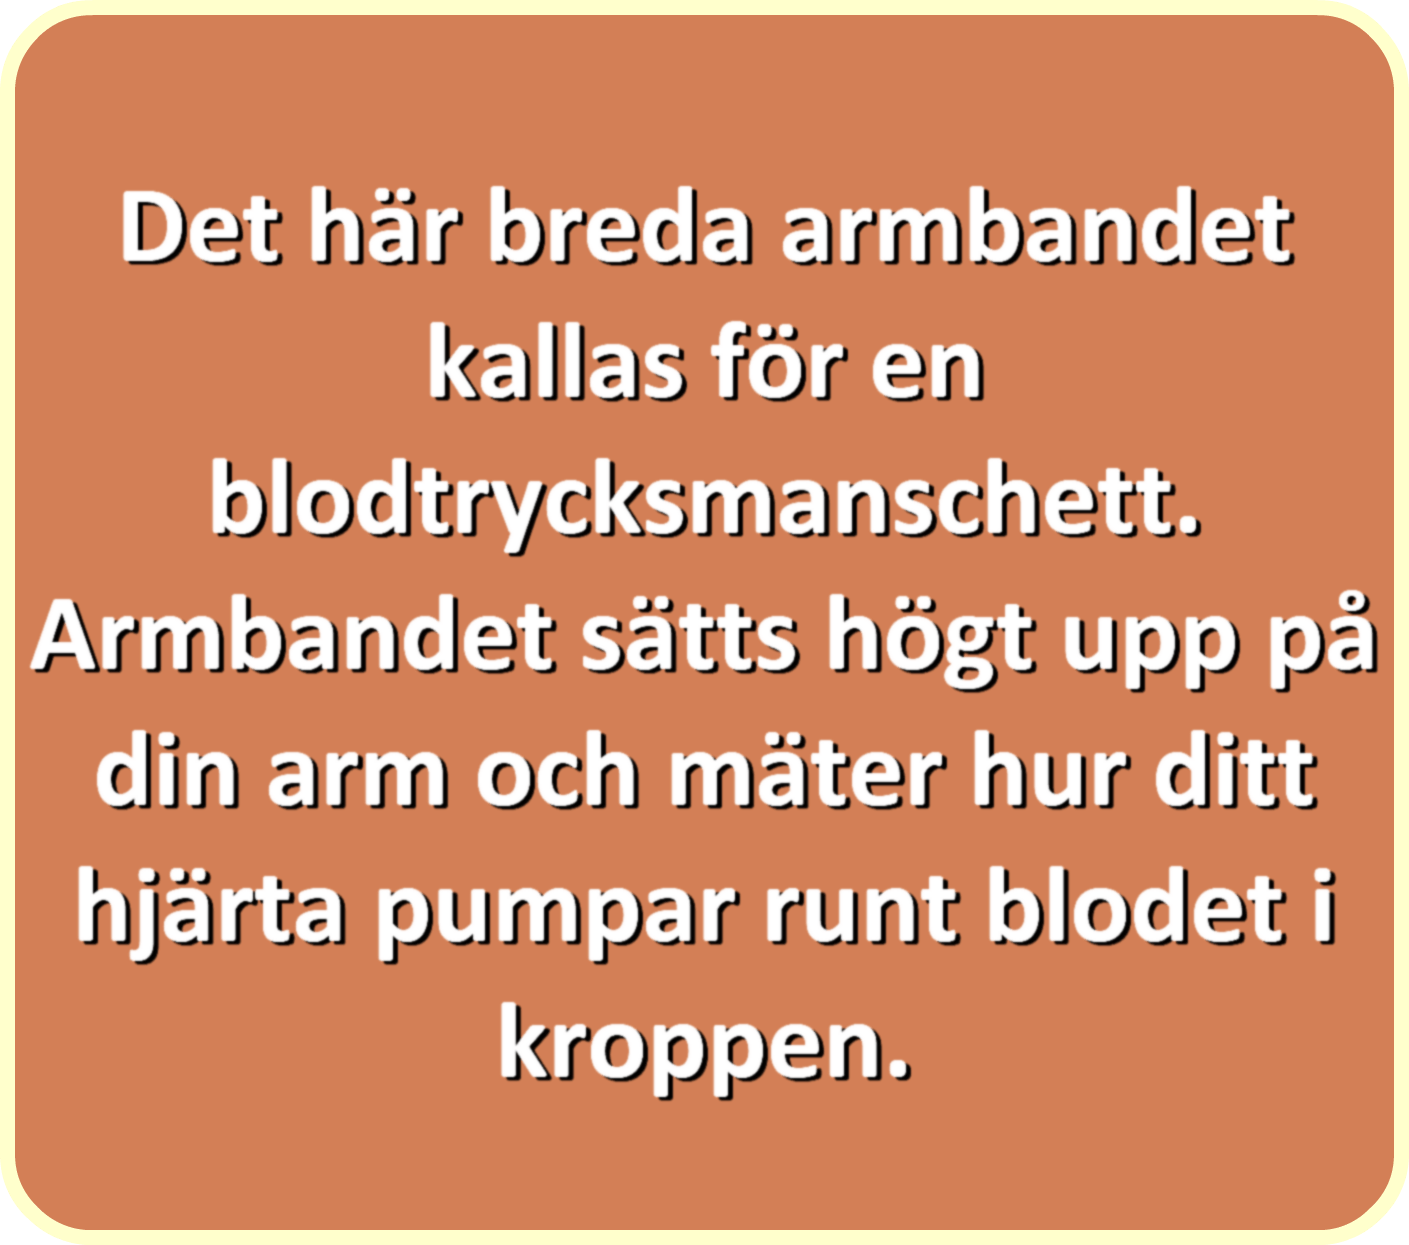 Det här breda armbandet
kallas för en
blodtrycksmanschett.
Armbandet sätts högt upp på
din arm och mäter hur ditt
hjärta pumpar runt blodet i
kroppen.